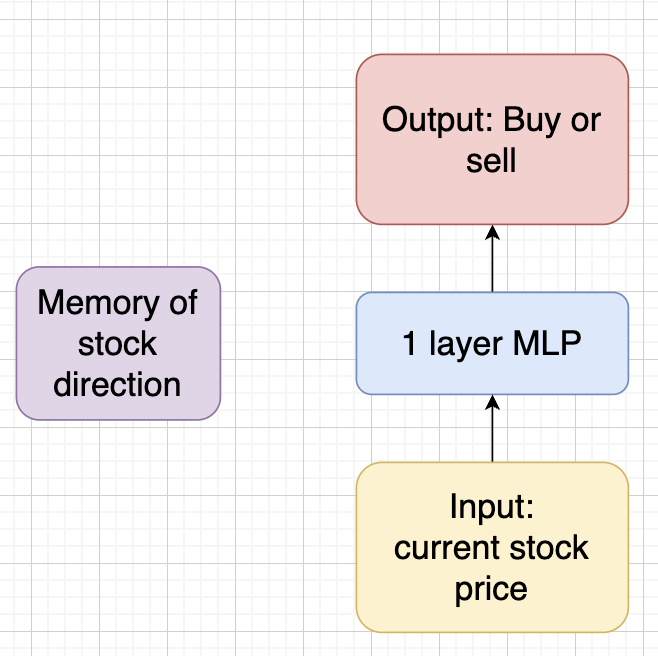 Output: Buy or
sell
Memory of
stock
direction
1 layer MLP
Input:
current stock
price